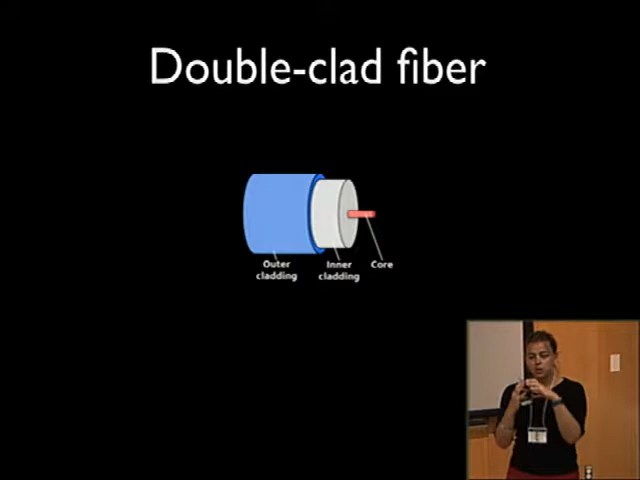 Double-clad fiber
Outer
cladding
Inner
cladding
Core